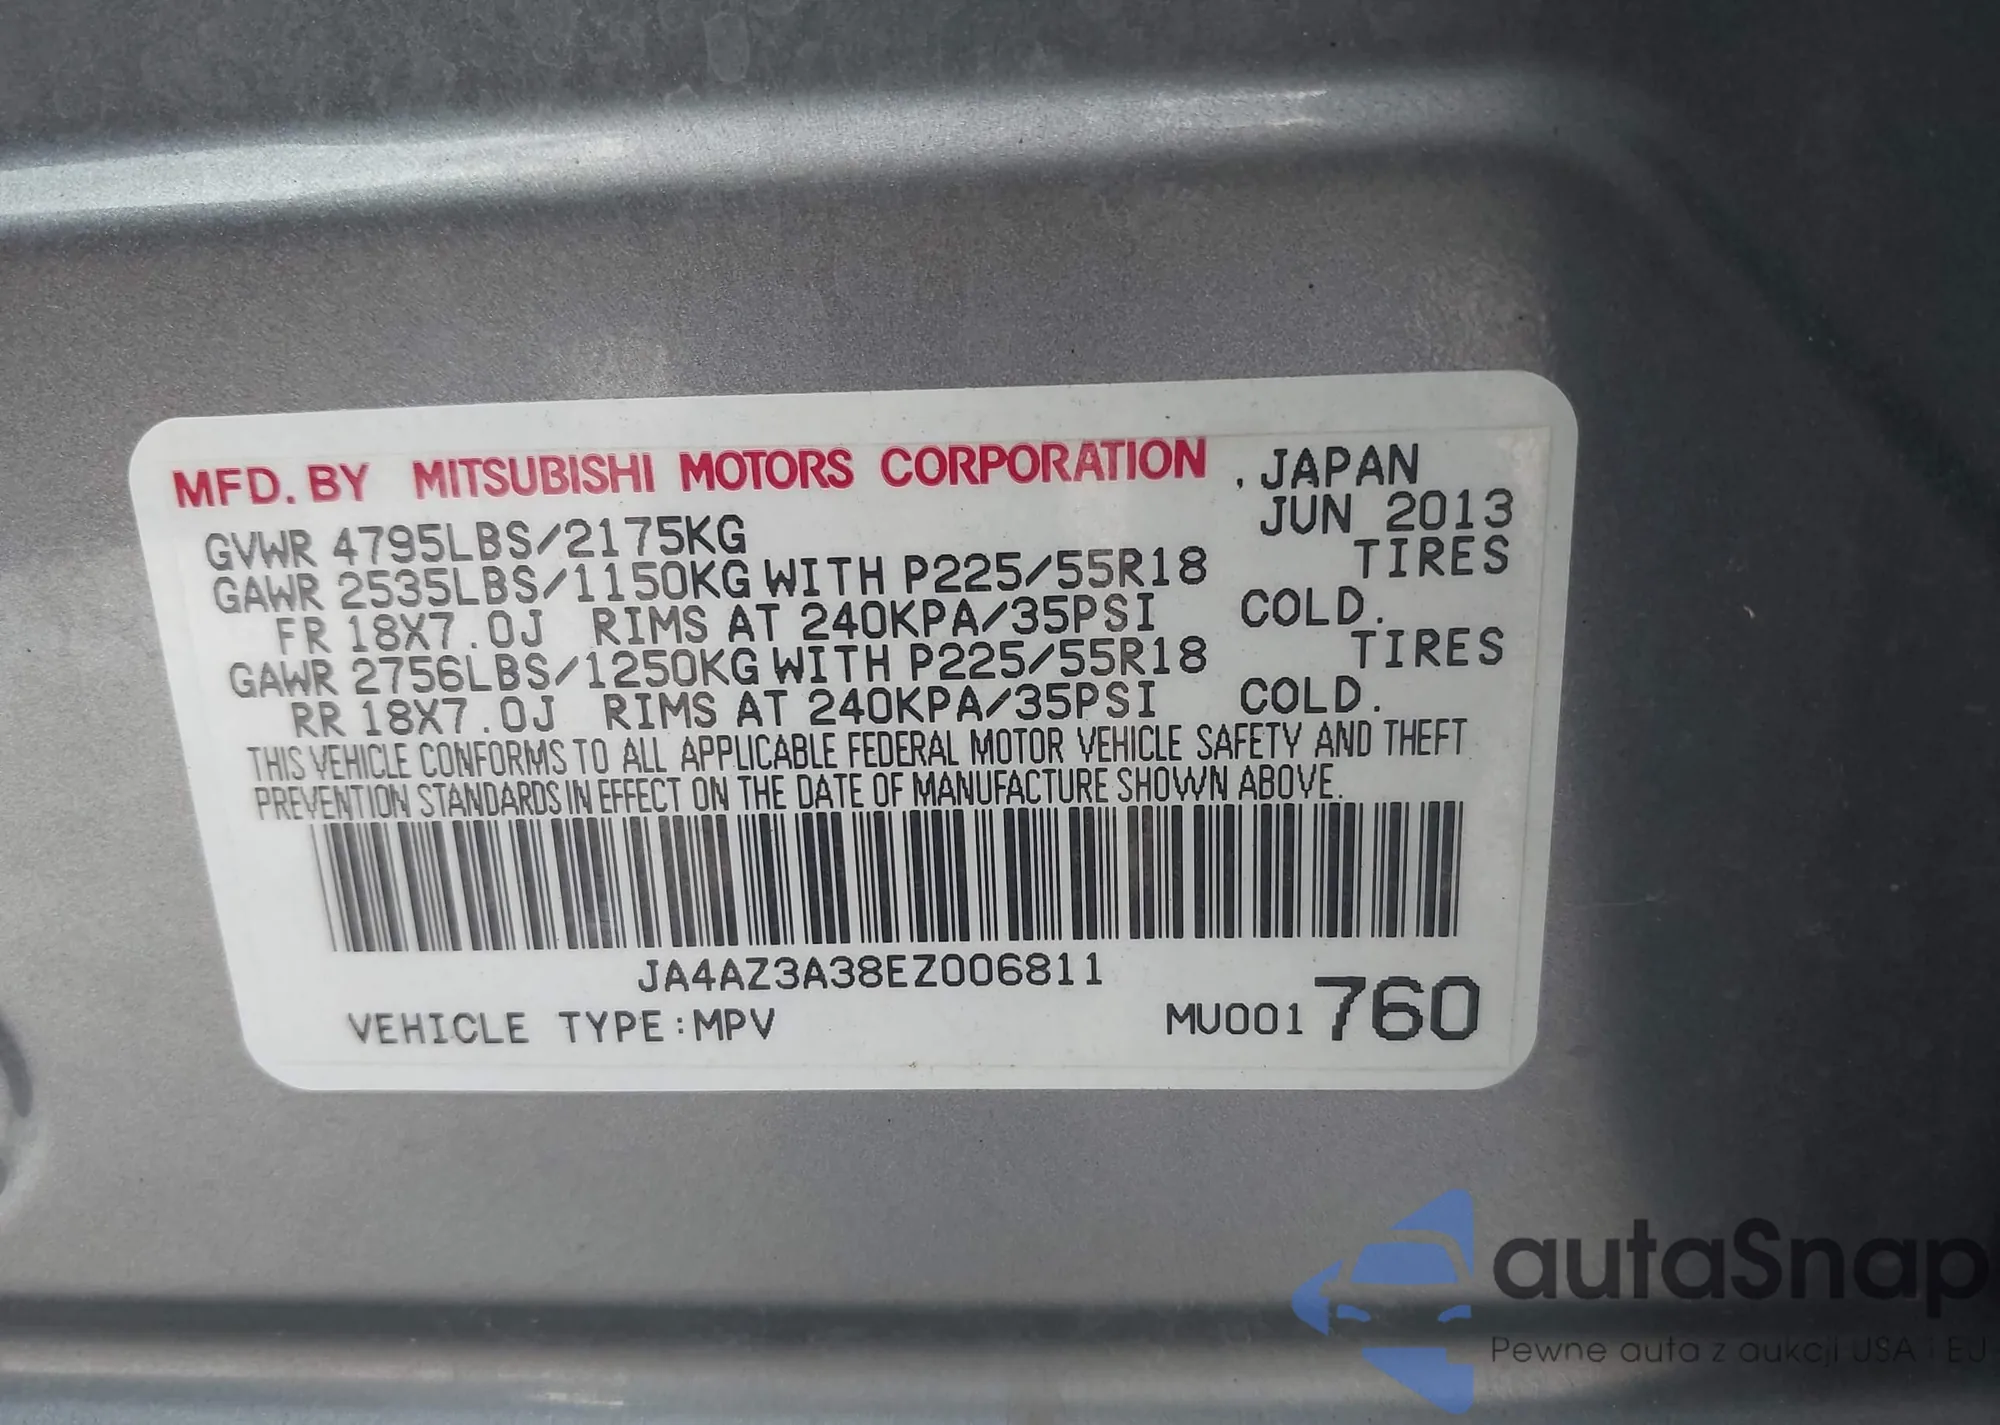 MFD. BY MITSUBISHI MOTORS CORPORATION , JAPAN
JUN 2013
GVWR 4795LBS/2175KG
GAWR 2535LBS/1150KG WITH P225/55R18 TIRES
FR 18X7.0J RIMS AT 240KPA/35PSI COLD.
GAWR 2756LBS/1250KG WITH P225/55R18 TIRES
RR 18X7.0J RIMS AT 240KPA/35PSI COLD.
THIS VEHICLE CONFORMS TO ALL APPLICABLE FEDERAL MOTOR VEHICLE SAFETY AND THEFT
PREVENTION STANDARDS IN EFFECT ON THE DATE OF MANUFACTURE SHOWN ABOVE.
JA4AZ3A38EZ006811
VEHICLE TYPE:MPV MU001 760
autaSnap
Pewne auta z aukcji USA i EU